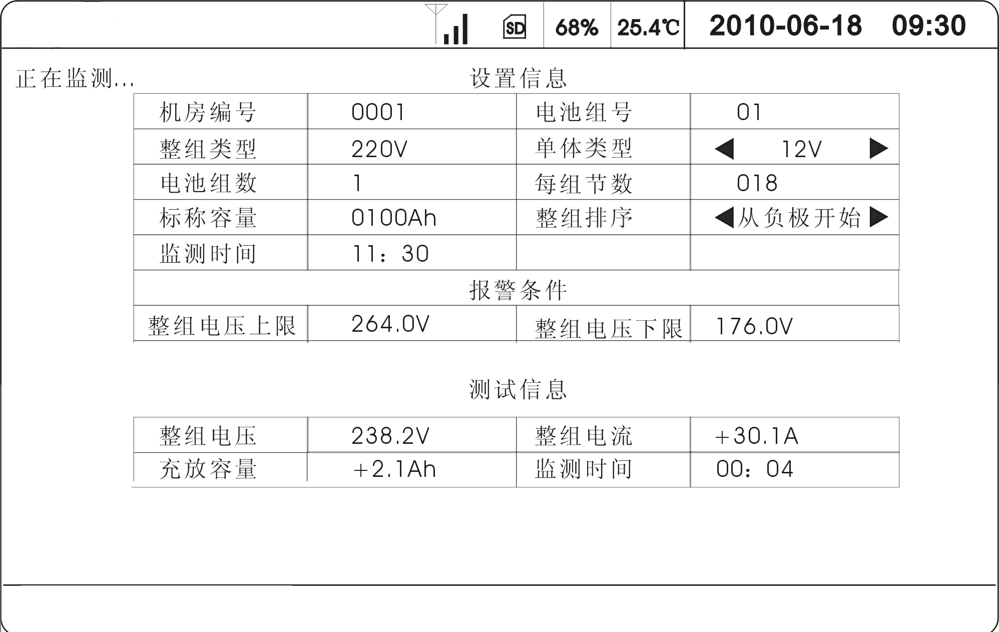 SD 68% 25.4℃ 2010-06-18 09:30
正在监测... 设置信息
机房编号 0001 电池组号 01
整组类型 220V 单体类型 ◀ 12V ▶
电池组数 1 每组节数 018
标称容量 0100Ah 整组排序 ◀从负极开始▶
监测时间 11：30
报警条件
整组电压上限 264.0V 整组电压下限 176.0V
测试信息
整组电压 238.2V 整组电流 +30.1A
充放容量 +2.1Ah 监测时间 00：04